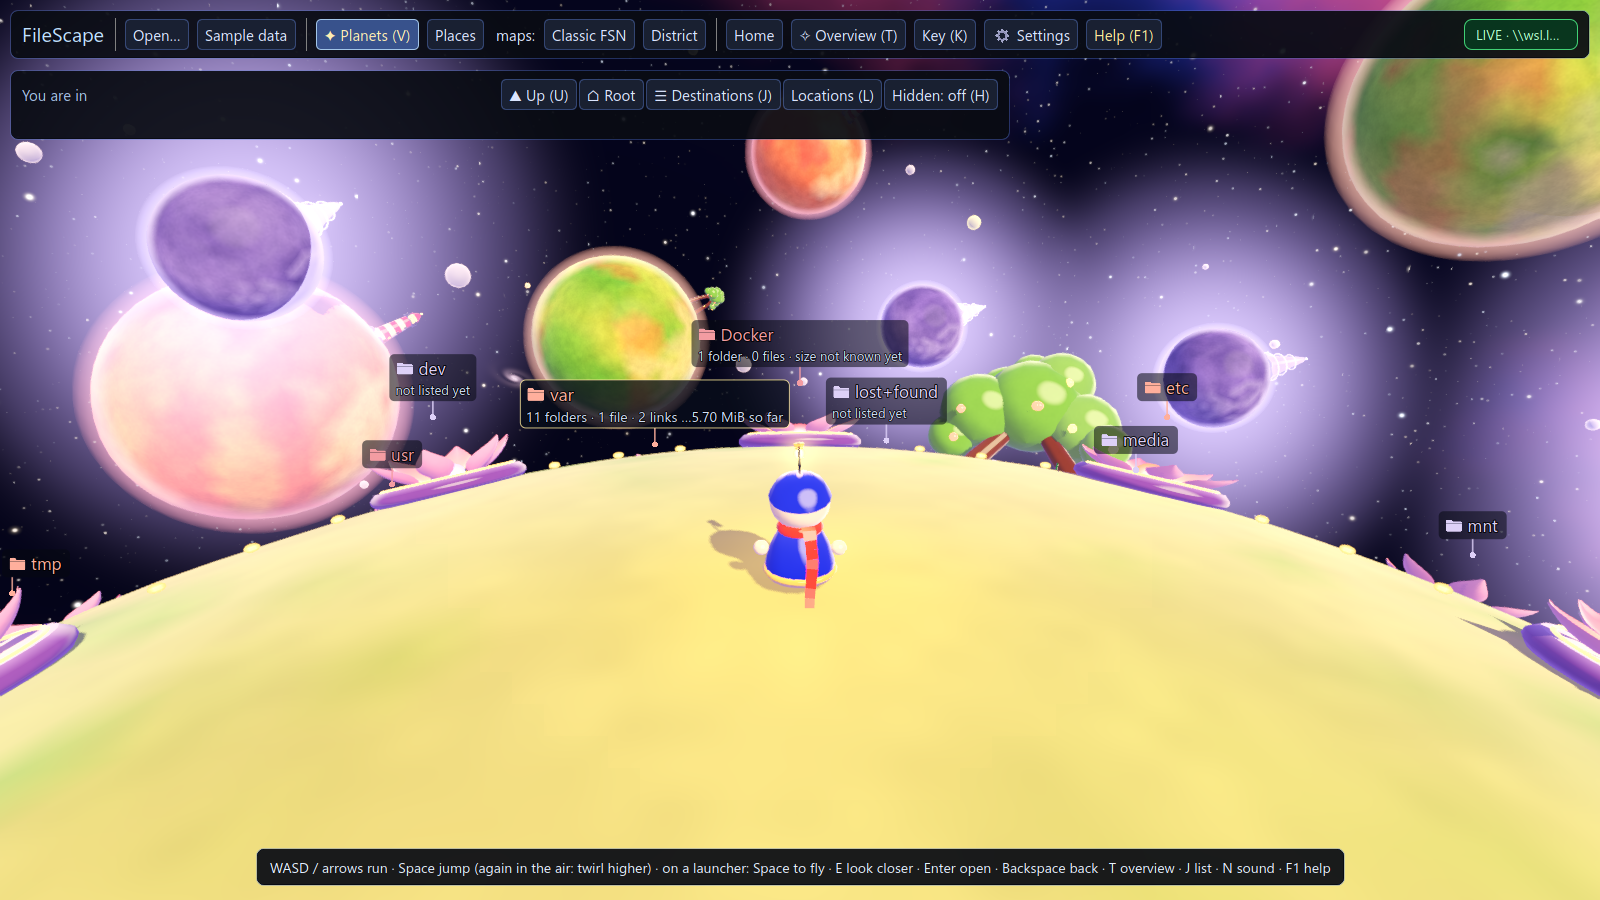 FileScape
Open...
Sample data
✦ Planets (V)
Places
maps:
Classic FSN
District
Home
✧ Overview (T)
Key (K)
⚙ Settings
Help (F1)
LIVE · \\wsl.l...
You are in
▲ Up (U)
⌂ Root
☰ Destinations (J)
Locations (L)
Hidden: off (H)
Docker
1 folder · 0 files · size not known yet
dev
not listed yet
var
11 folders · 1 file · 2 links ...5.70 MiB so far
lost+found
not listed yet
etc
media
usr
mnt
tmp
WASD / arrows run · Space jump (again in the air: twirl higher) · on a launcher: Space to fly · E look closer · Enter open · Backspace back · T overview · J list · N sound · F1 help